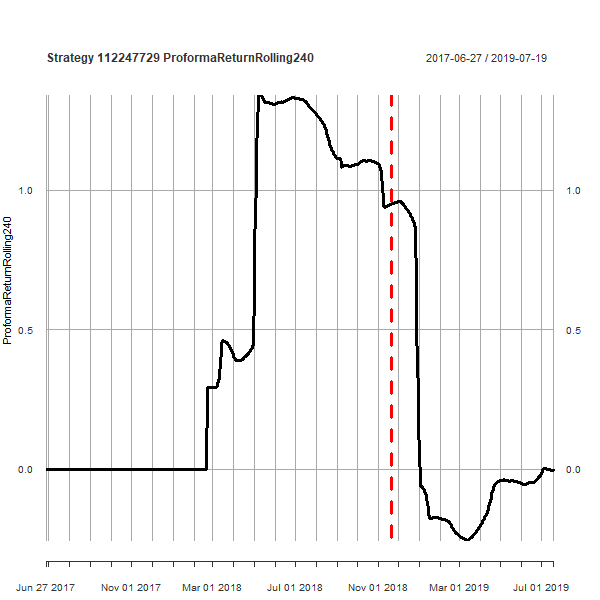 Strategy 112247729 ProformaReturnRolling240
2017-06-27 / 2019-07-19
ProformaReturnRolling240
1.0
1.0
0.5
0.5
0.0
0.0
Jun 27 2017
Nov 01 2017
Mar 01 2018
Jul 01 2018
Nov 01 2018
Mar 01 2019
Jul 01 2019